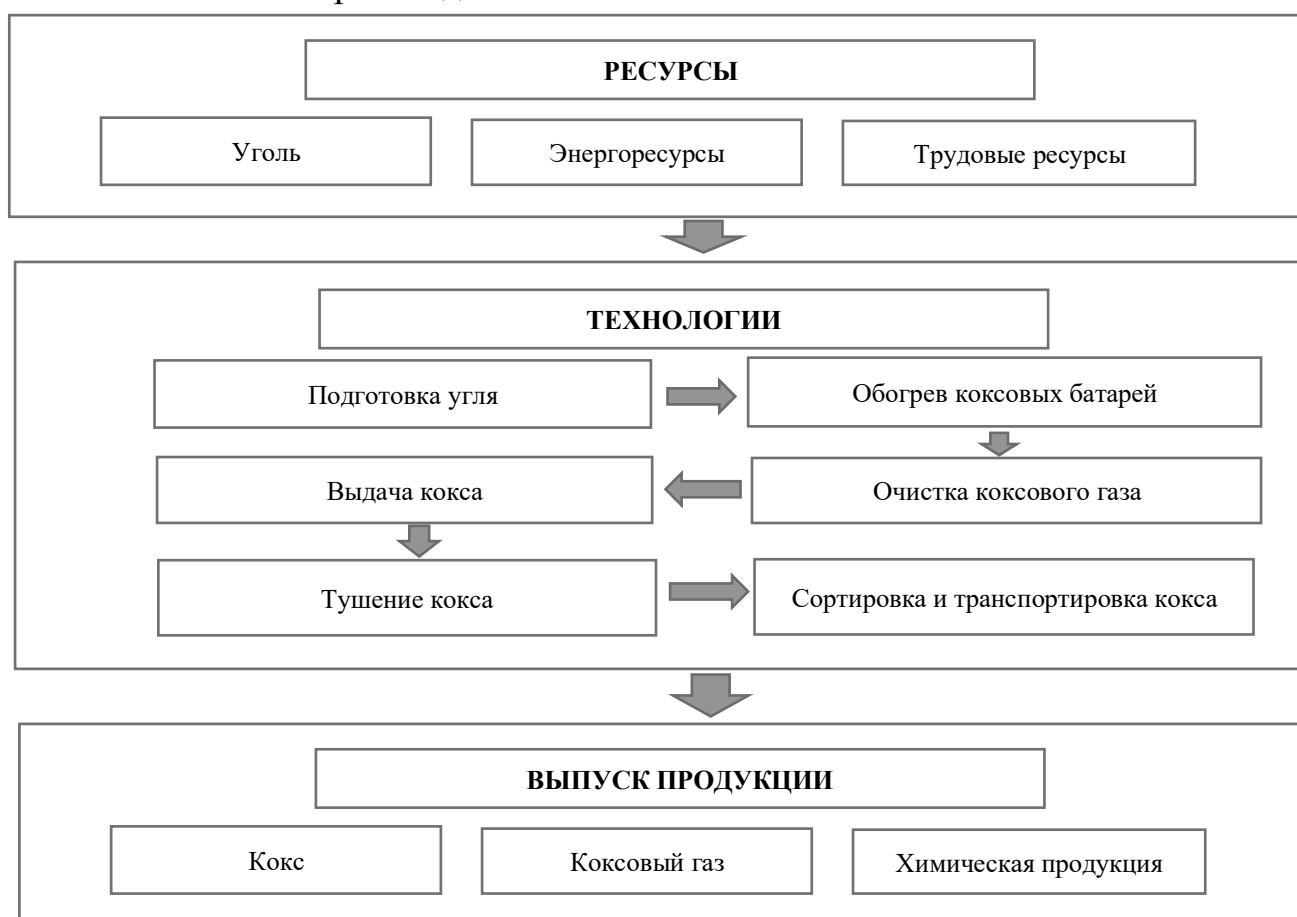 РЕСУРСЫ
Уголь
Энергоресурсы
Трудовые ресурсы
ТЕХНОЛОГИИ
Подготовка угля
Обогрев коксовых батарей
Выдача кокса
Очистка коксового газа
Тушение кокса
Сортировка и транспортировка кокса
ВЫПУСК ПРОДУКЦИИ
Кокс
Коксовый газ
Химическая продукция